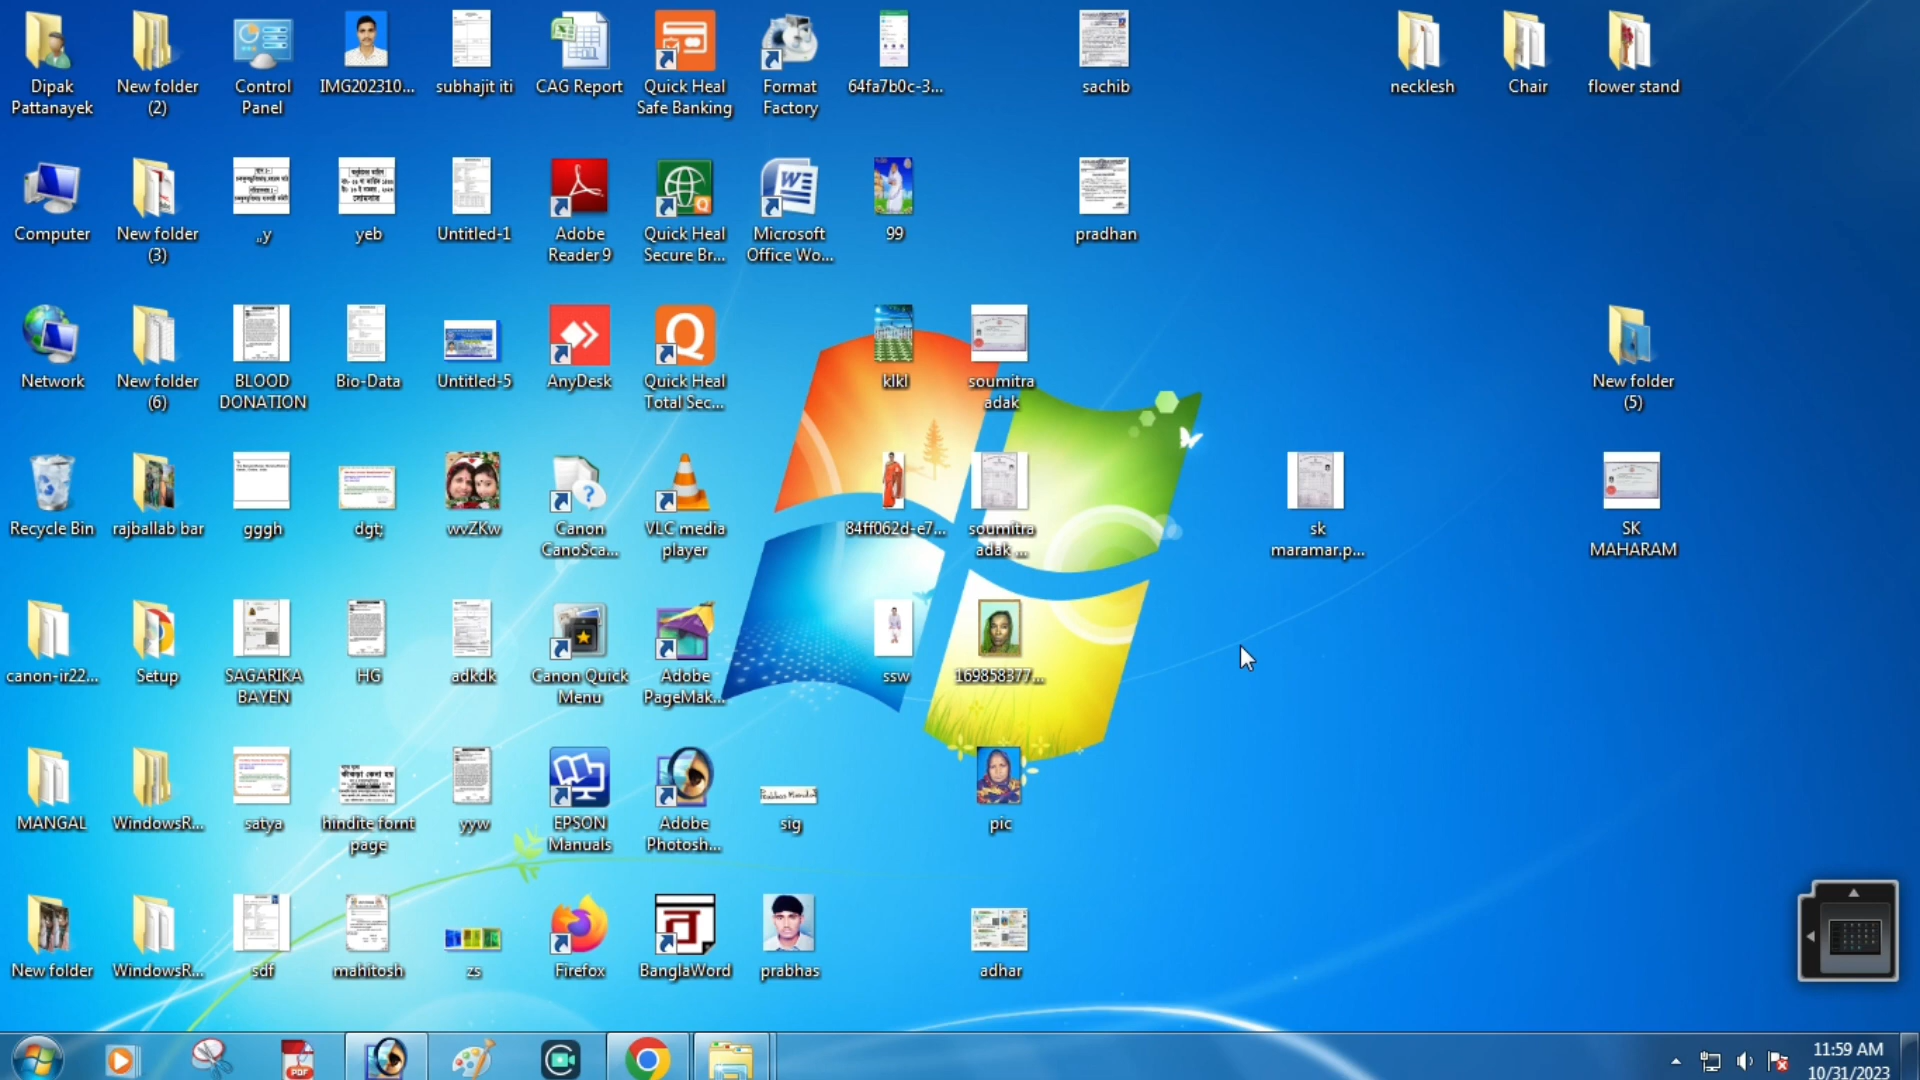 Dipak
Pattanayek
New folder
(2)
Control
Panel
IMG202310...
subhajit iti
CAG Report
Quick Heal
Safe Banking
Format
Factory
64fa7b0c-3...
sachib
necklesh
Chair
flower stand
Computer
New folder
(3)
,,y
yeb
Untitled-1
Adobe
Reader 9
Quick Heal
Secure Br...
Microsoft
Office Wo...
99
pradhan
Network
New folder
(6)
BLOOD
DONATION
Bio-Data
Untitled-5
AnyDesk
Quick Heal
Total Sec...
klkl
soumitra
adak
New folder
(5)
Recycle Bin
rajballab bar
gggh
dgt;
wvZKw
Canon
CanoSca...
VLC media
player
84ff062d-e7...
soumitra
adak ...
sk
maramar.p...
SK
MAHARAM
canon-ir22...
Setup
SAGARIKA
BAYEN
HG
adkdk
Canon Quick
Menu
Adobe
PageMak...
ssw
169858377...
MANGAL
WindowsR...
satya
hindite fornt
page
yyw
EPSON
Manuals
Adobe
Photosh...
sig
pic
New folder
WindowsR...
sdf
mahitosh
zs
Firefox
BanglaWord
prabhas
adhar
PDF
11:59 AM
10/31/2023